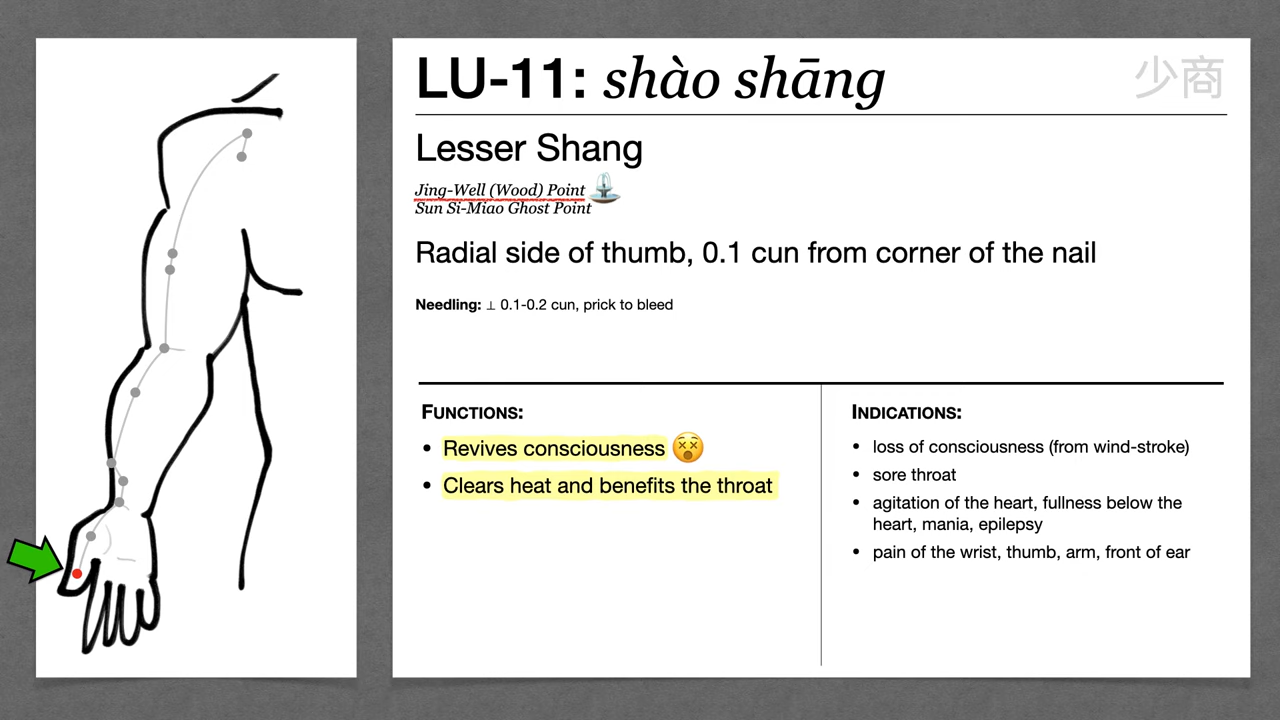 LU-11: shào shāng
少商
Lesser Shang
Jing-Well (Wood) Point
Sun Si-Miao Ghost Point
Radial side of thumb, 0.1 cun from corner of the nail
Needling: ⊥ 0.1-0.2 cun, prick to bleed
FUNCTIONS:
• Revives consciousness 😵
• Clears heat and benefits the throat
INDICATIONS:
• loss of consciousness (from wind-stroke)
• sore throat
• agitation of the heart, fullness below the
heart, mania, epilepsy
• pain of the wrist, thumb, arm, front of ear